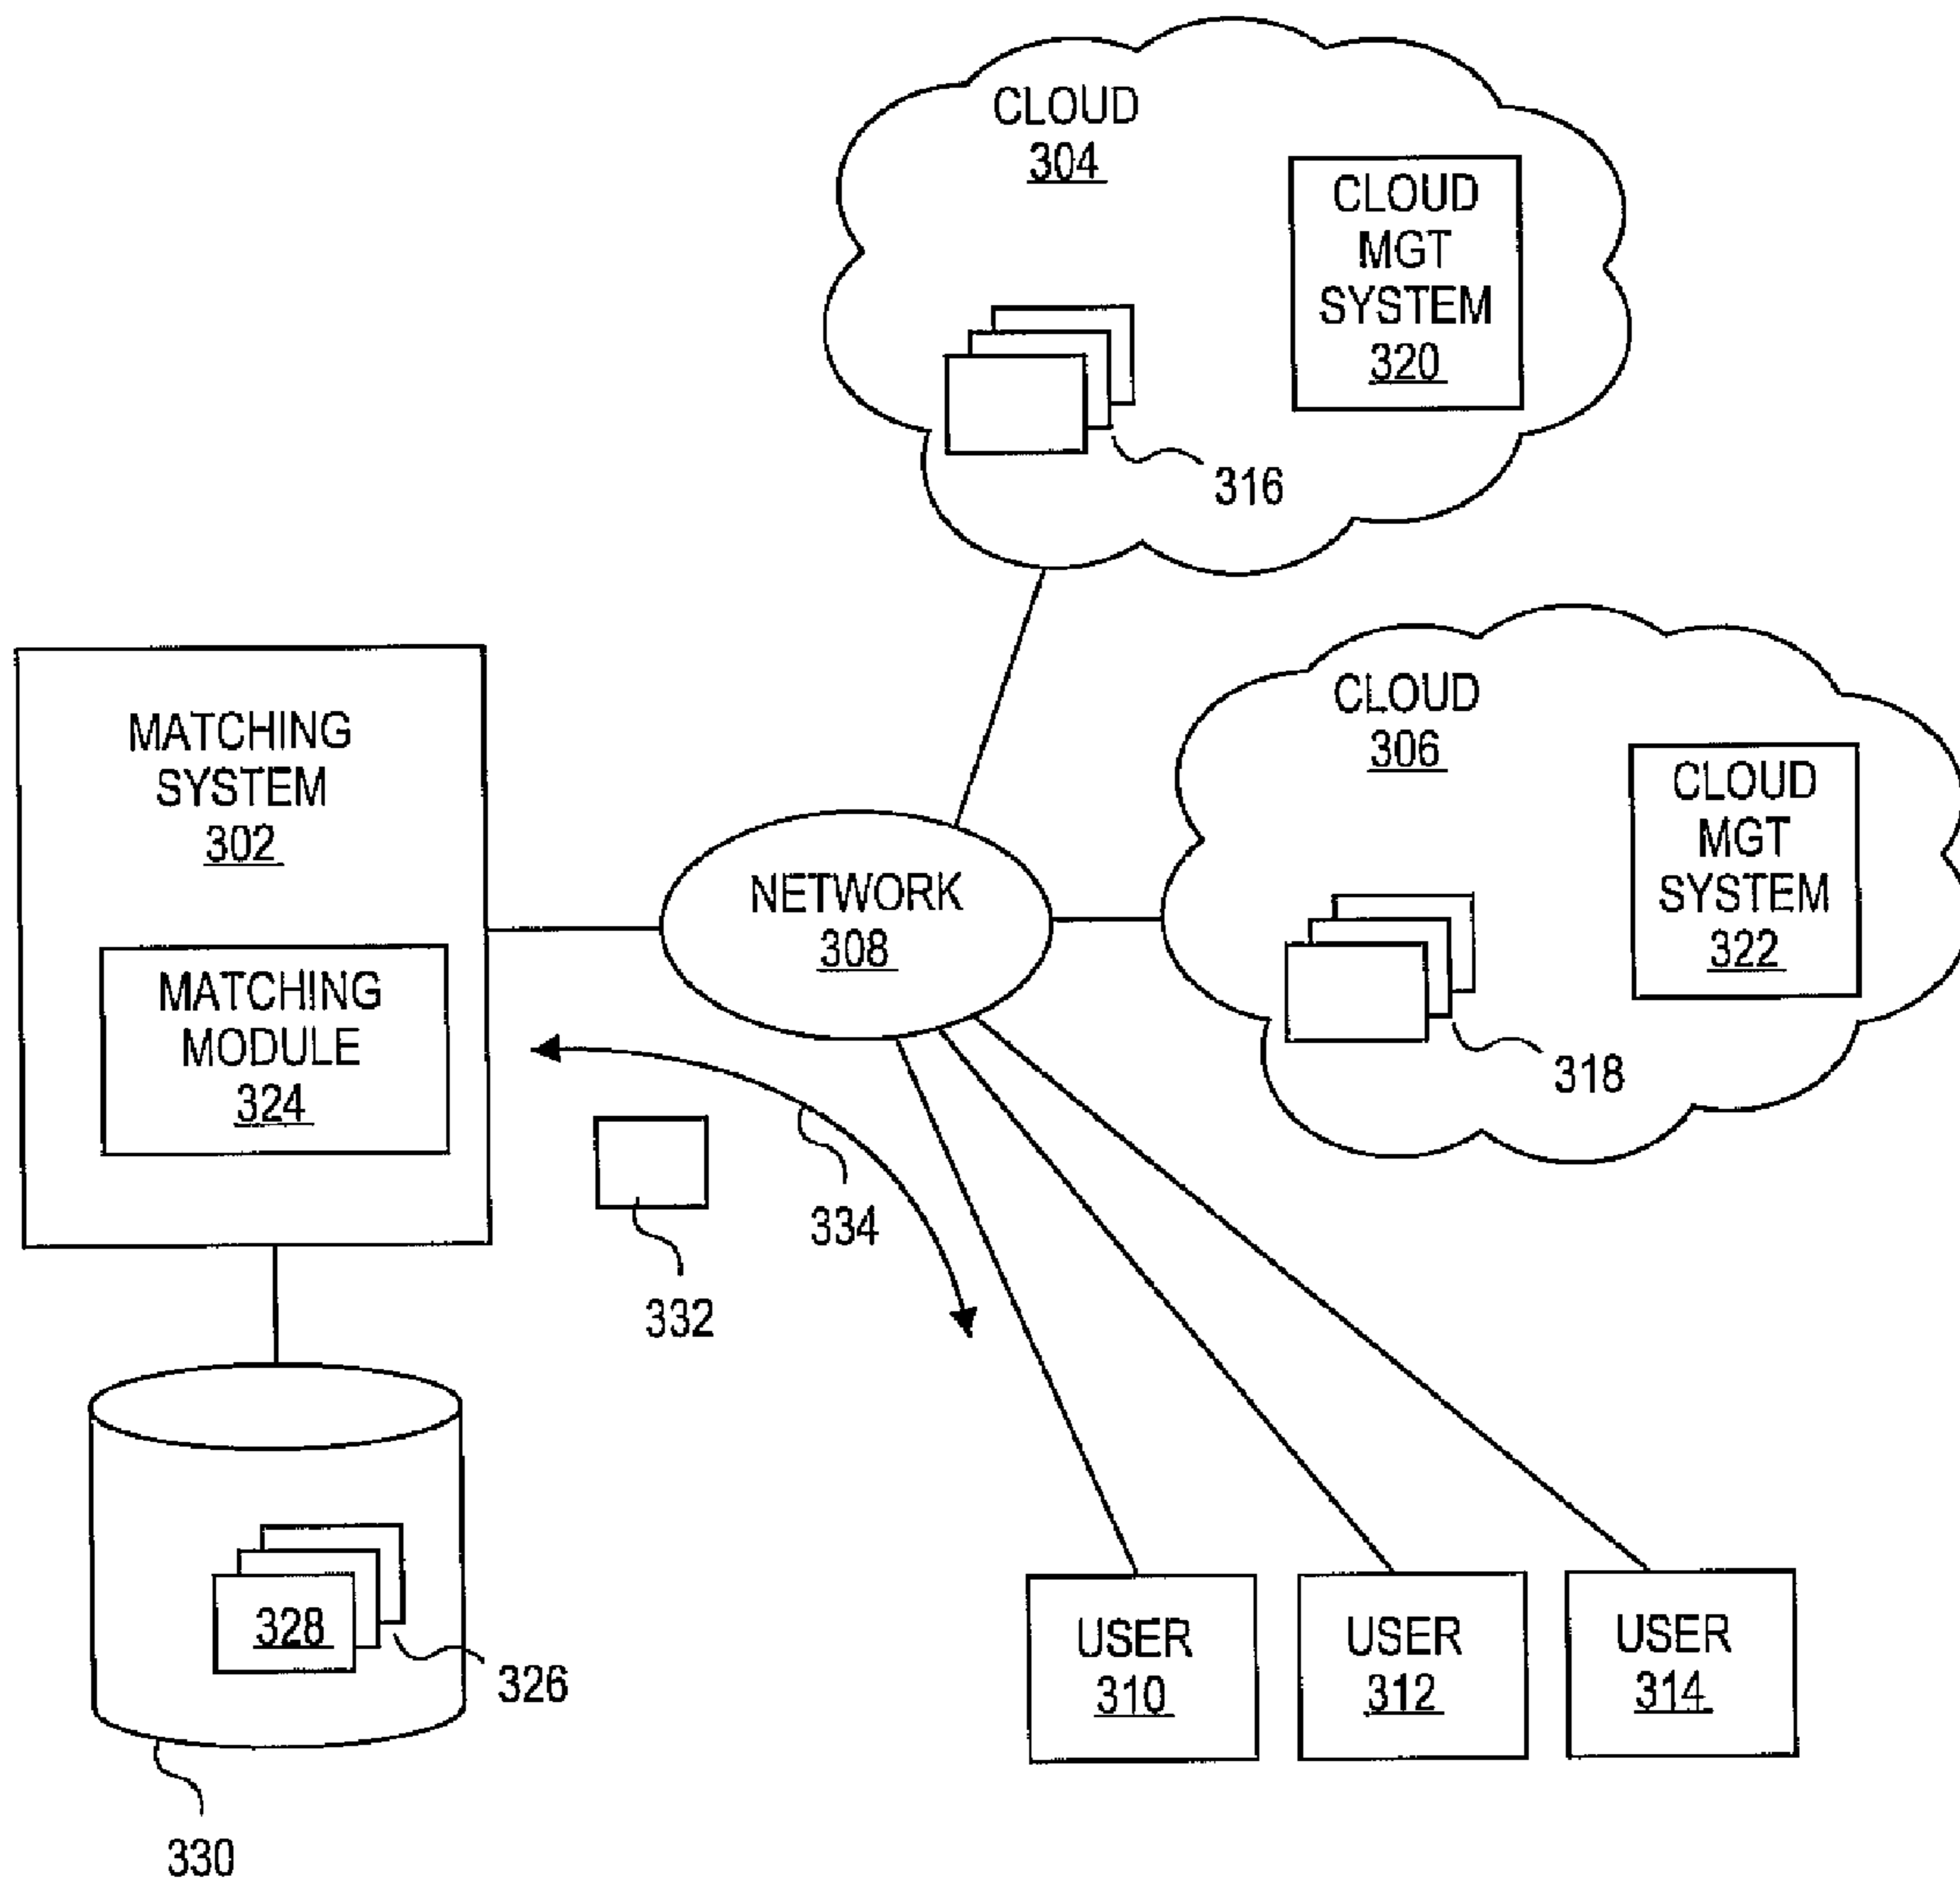 CLOUD
304
CLOUD
MGT
SYSTEM
320
316
CLOUD
306
CLOUD
MGT
SYSTEM
322
318
MATCHING
SYSTEM
302
MATCHING
MODULE
324
NETWORK
308
334
332
328
326
330
USER
310
USER
312
USER
314